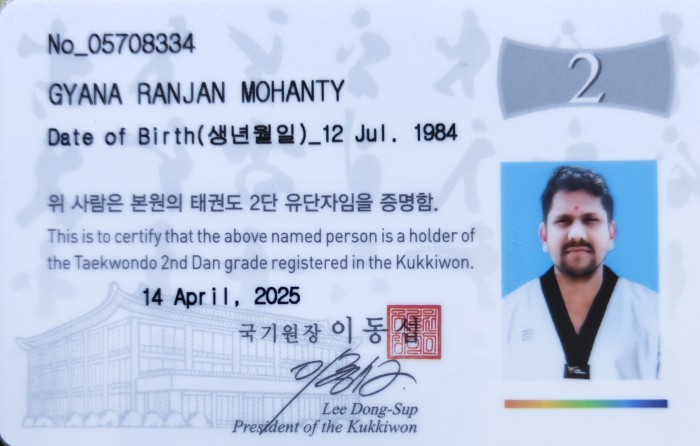 No_05708334
2
GYANA RANJAN MOHANTY
Date of Birth(생년월일)_12 Jul. 1984
위 사람은 본원의 태권도 2단 유단자임을 증명함.
This is to certify that the above named person is a holder of
the Taekwondo 2nd Dan grade registered in the Kukkiwon.
14 April, 2025
국기원장 이동섭
Lee Dong-Sup
President of the Kukkiwon